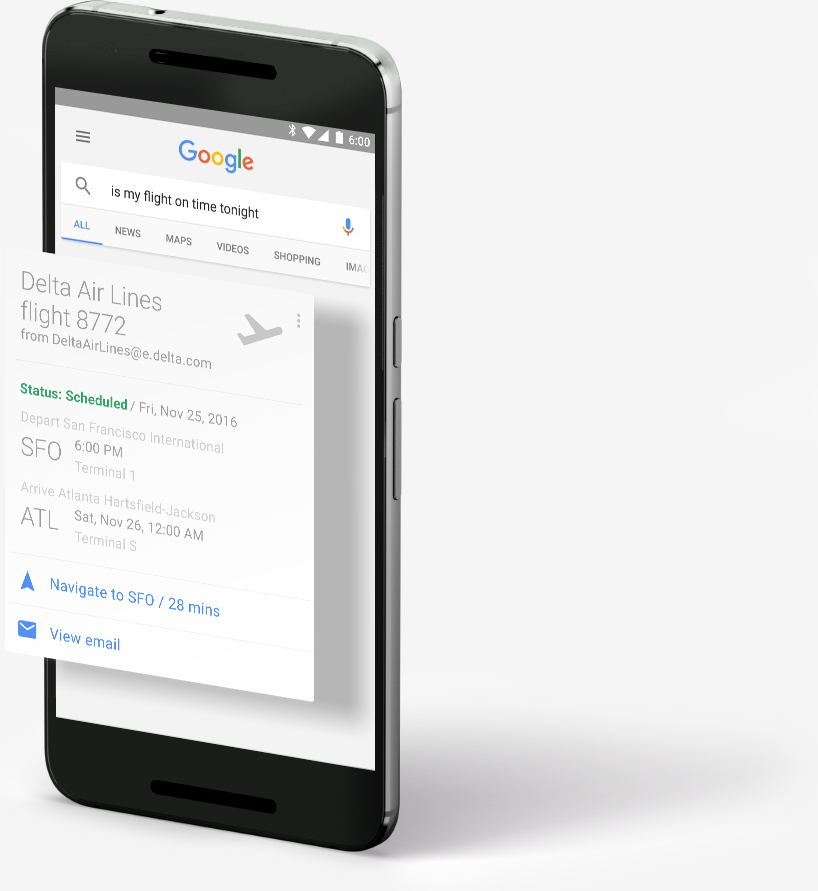 6:00
Google
is my flight on time tonight
ALL NEWS MAPS VIDEOS SHOPPING IMAG
Delta Air Lines
flight 8772
from DeltaAirLines@e.delta.com
Status: Scheduled / Fri, Nov 25, 2016
Depart San Francisco International
SFO 6:00 PM
Terminal 1
Arrive Atlanta Hartsfield-Jackson
ATL Sat, Nov 26, 12:00 AM
Terminal S
Navigate to SFO / 28 mins
View email